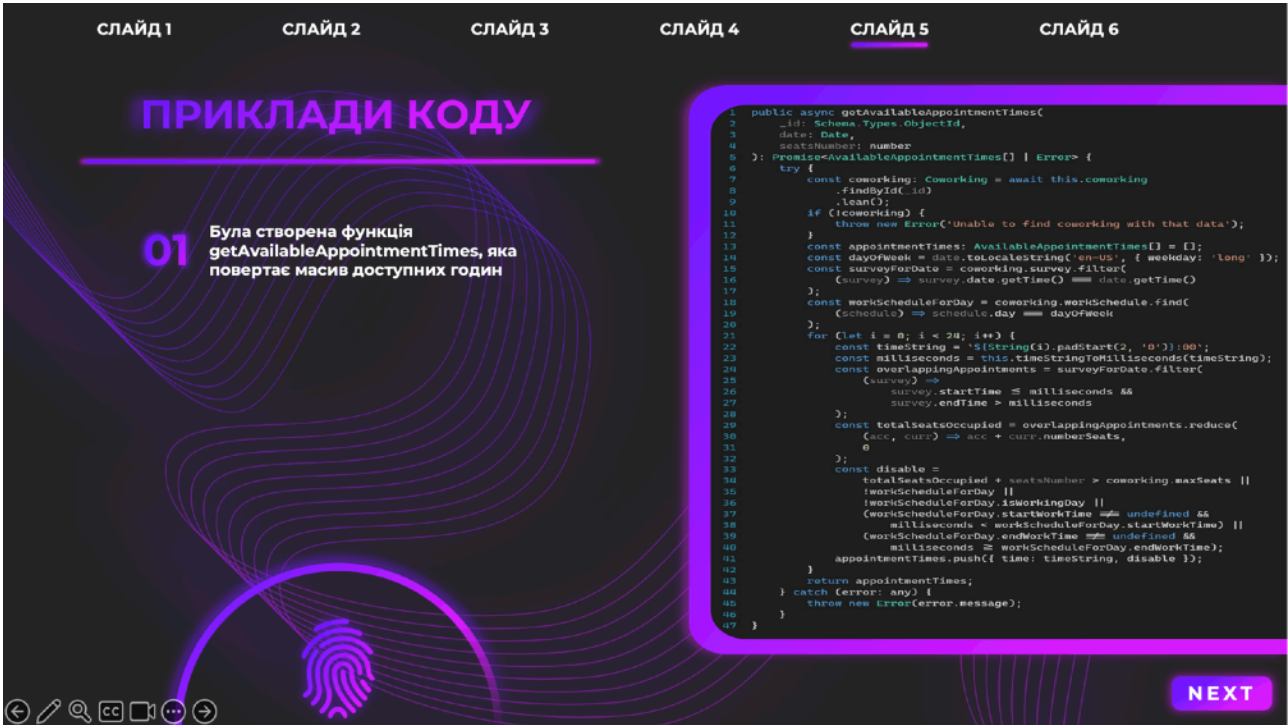 СЛАЙД 1 СЛАЙД 2 СЛАЙД 3 СЛАЙД 4 СЛАЙД 5 СЛАЙД 6
ПРИКЛАДИ КОДУ
01
Була створена функція
getAvailableAppointmentTimes, яка
повертає масив доступних годин
1 public async getAvailableAppointmentTimes(
2 _id: Schema.Types.ObjectId,
3 date: Date,
4 seatsNumber: number
5 ): Promise<AvailableAppointmentTimes[] | Error> {
6 try {
7 const coworking: Coworking = await this.coworking
8 .findById(_id)
9 .lean();
10 if (!coworking) {
11 throw new Error('Unable to find coworking with that data');
12 }
13 const appointmentTimes: AvailableAppointmentTimes[] = [];
14 const dayOfWeek = date.toLocaleString('en-US', { weekday: 'long' });
15 const surveyForDate = coworking.survey.filter(
16 (survey) => survey.date.getTime() === date.getTime()
17 );
18 const workScheduleForDay = coworking.workSchedule.find(
19 (schedule) => schedule.day === dayOfWeek
20 );
21 for (let i = 0; i < 24; i++) {
22 const timeString = `${String(i).padStart(2, '0')}:00`;
23 const milliseconds = this.timeStringToMilliseconds(timeString);
24 const overlappingAppointments = surveyForDate.filter(
25 (survey) =>
26 survey.startTime <= milliseconds &&
27 survey.endTime > milliseconds
28 );
29 const totalSeatsOccupied = overlappingAppointments.reduce(
30 (acc, curr) => acc + curr.numberSeats,
31 0
32 );
33 const disable =
34 totalSeatsOccupied + seatsNumber > coworking.maxSeats ||
35 !workScheduleForDay ||
36 !workScheduleForDay.isWorkingDay ||
37 (workScheduleForDay.startWorkTime !== undefined &&
38 milliseconds < workScheduleForDay.startWorkTime) ||
39 (workScheduleForDay.endWorkTime !== undefined &&
40 milliseconds >= workScheduleForDay.endWorkTime);
41 appointmentTimes.push({ time: timeString, disable });
42 }
43 return appointmentTimes;
44 } catch (error: any) {
45 throw new Error(error.message);
46 }
47 }
NEXT
CC